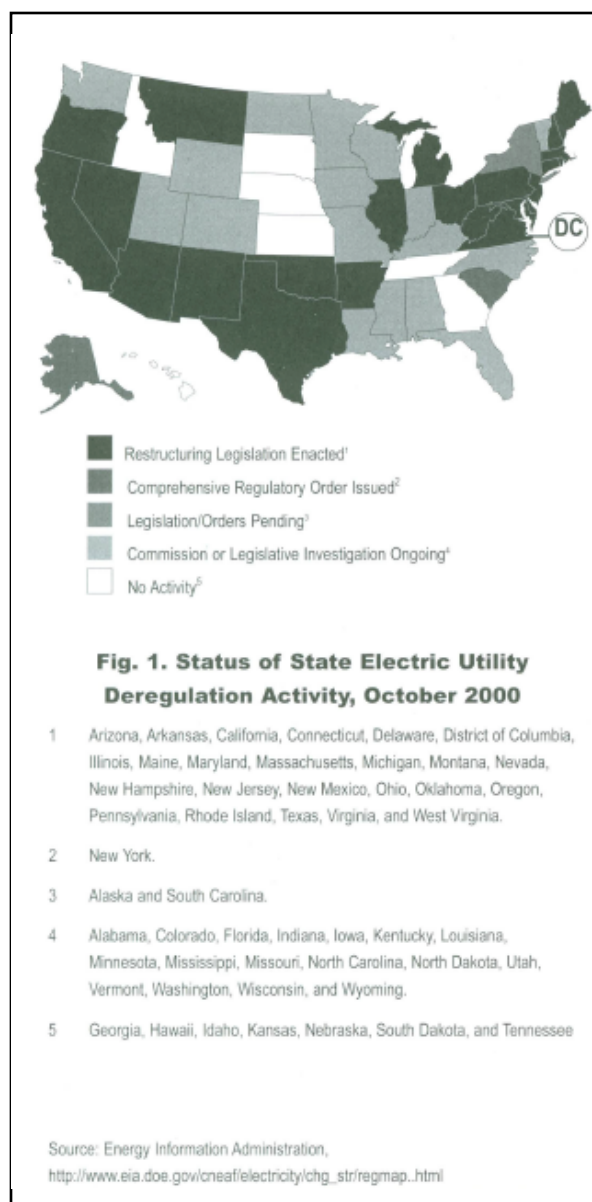 DC
Restructuring Legislation Enacted¹
Comprehensive Regulatory Order Issued²
Legislation/Orders Pending³
Commission or Legislative Investigation Ongoing⁴
No Activity⁵
Fig. 1. Status of State Electric Utility
Deregulation Activity, October 2000
1 Arizona, Arkansas, California, Connecticut, Delaware, District of Columbia,
Illinois, Maine, Maryland, Massachusetts, Michigan, Montana, Nevada,
New Hampshire, New Jersey, New Mexico, Ohio, Oklahoma, Oregon,
Pennsylvania, Rhode Island, Texas, Virginia, and West Virginia.
2 New York.
3 Alaska and South Carolina.
4 Alabama, Colorado, Florida, Indiana, Iowa, Kentucky, Louisiana,
Minnesota, Mississippi, Missouri, North Carolina, North Dakota, Utah,
Vermont, Washington, Wisconsin, and Wyoming.
5 Georgia, Hawaii, Idaho, Kansas, Nebraska, South Dakota, and Tennessee
Source: Energy Information Administration,
http://www.eia.doe.gov/cneaf/electricity/chg_str/regmap..html